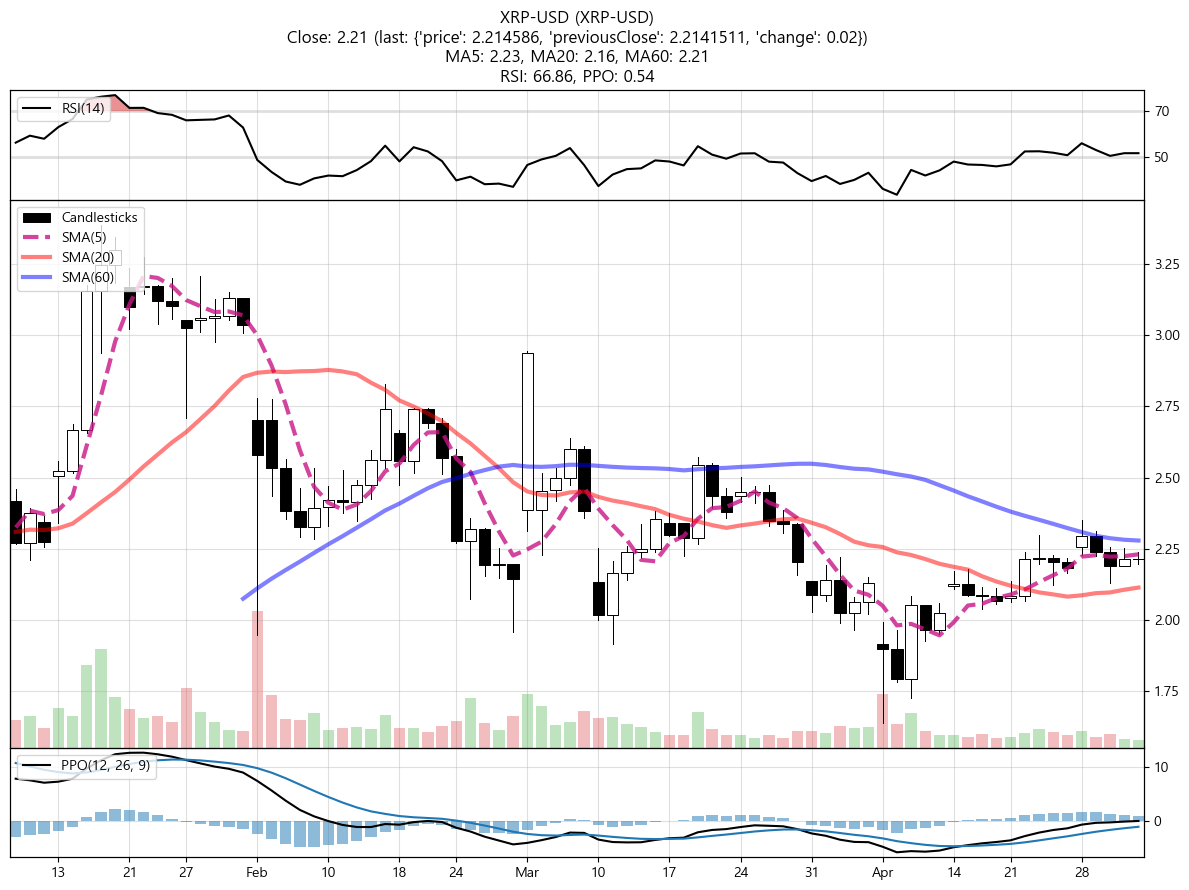 XRP-USD (XRP-USD)
Close: 2.21 (last: {'price': 2.214586, 'previousClose': 2.2141511, 'change': 0.02})
MA5: 2.23, MA20: 2.16, MA60: 2.21
RSI: 66.86, PPO: 0.54
RSI(14)
70
50
Candlesticks
SMA(5)
SMA(20)
SMA(60)
3.25
3.00
2.75
2.50
2.25
2.00
1.75
PPO(12, 26, 9)
10
0
13 21 27 Feb 10 18 24 Mar 10 17 24 31 Apr 14 21 28